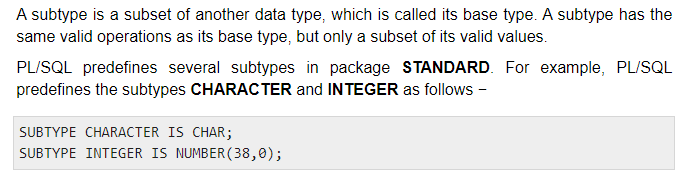 A subtype is a subset of another data type, which is called its base type. A subtype has the
same valid operations as its base type, but only a subset of its valid values.
PL/SQL predefines several subtypes in package STANDARD. For example, PL/SQL
predefines the subtypes CHARACTER and INTEGER as follows −
SUBTYPE CHARACTER IS CHAR;
SUBTYPE INTEGER IS NUMBER(38,0);